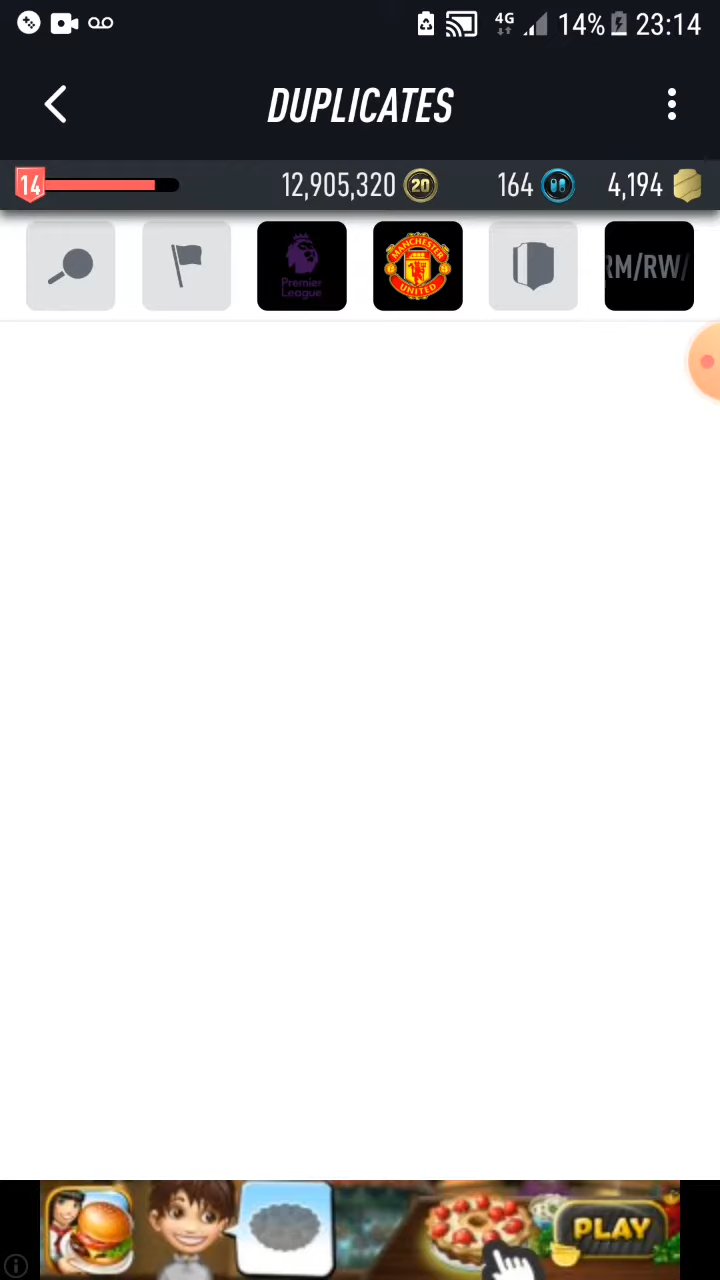 4G 14% 23:14
DUPLICATES
14 12,905,320 20 164 4,194
Premier
League
MANCHESTER
UNITED
RM/RW/
PLAY